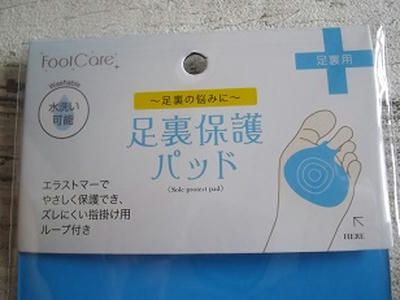 FootCare
Washable
水洗い
可能
足裏用
～足裏の悩みに～
足裏保護
パッド
〈Sole protect pad〉
エラストマーで
やさしく保護でき、
ズレにくい指掛け用
ループ付き
HERE